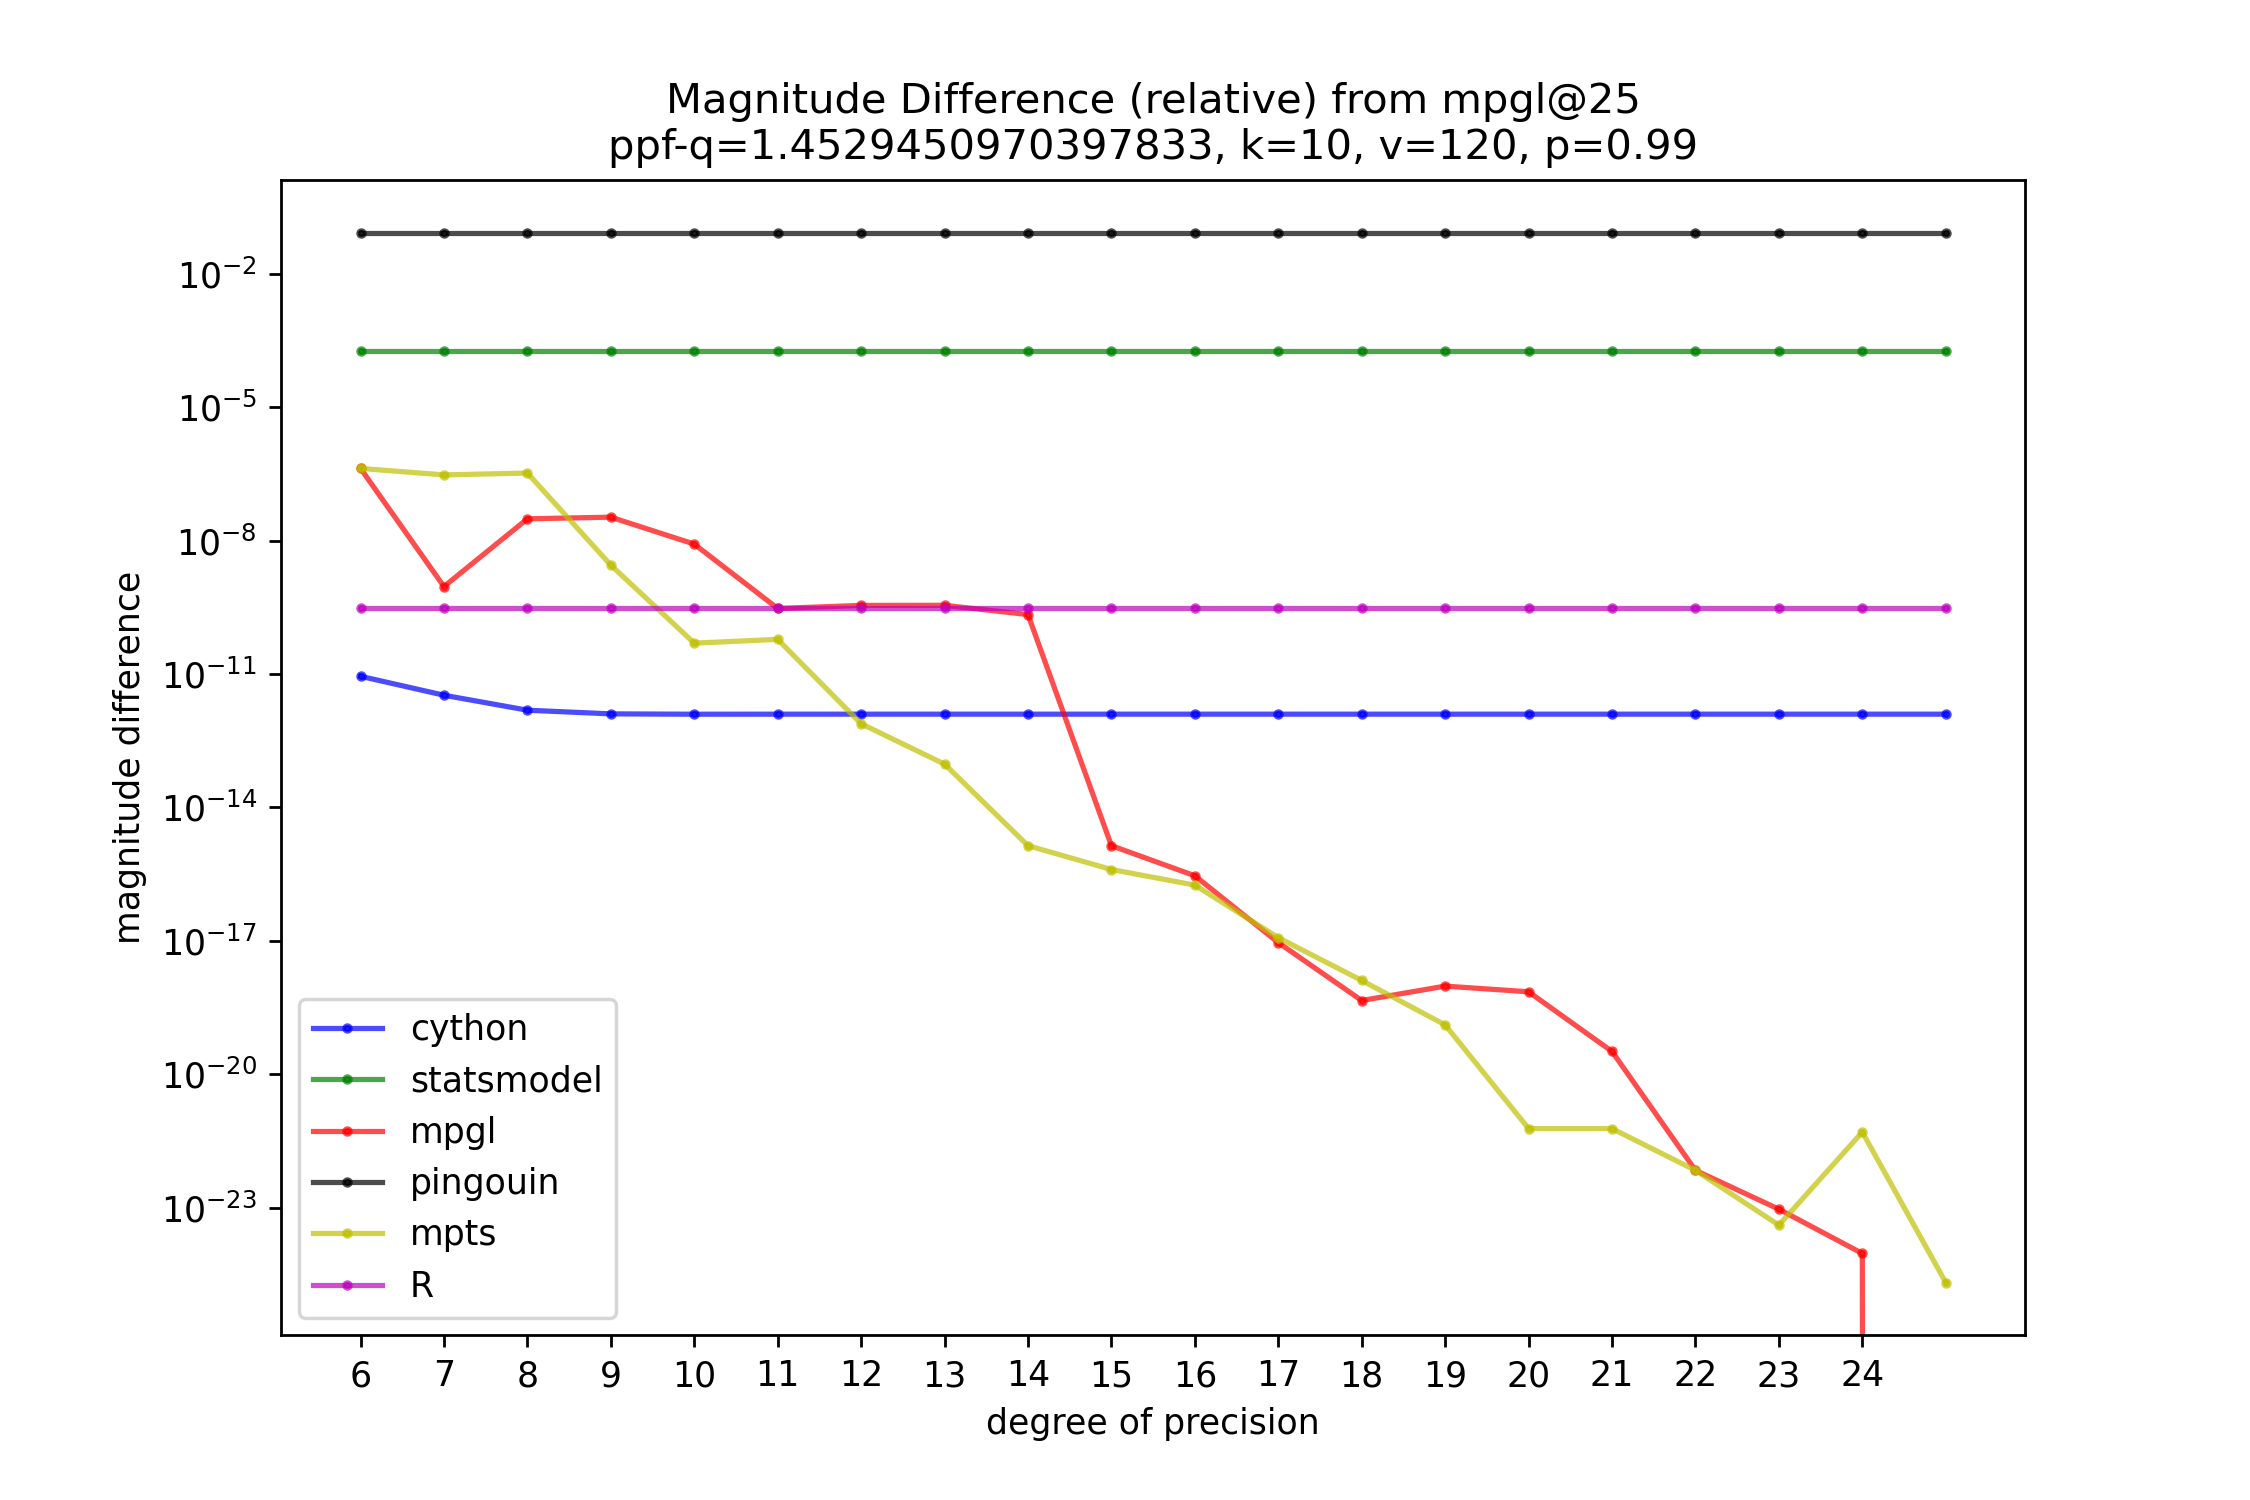 Magnitude Difference (relative) from mpgl@25
ppf-q=1.4529450970397833, k=10, v=120, p=0.99
magnitude difference
10⁻²
10⁻⁵
10⁻⁸
10⁻¹¹
10⁻¹⁴
10⁻¹⁷
10⁻²⁰
10⁻²³
cython
statsmodel
mpgl
pingouin
mpts
R
6 7 8 9 10 11 12 13 14 15 16 17 18 19 20 21 22 23 24
degree of precision